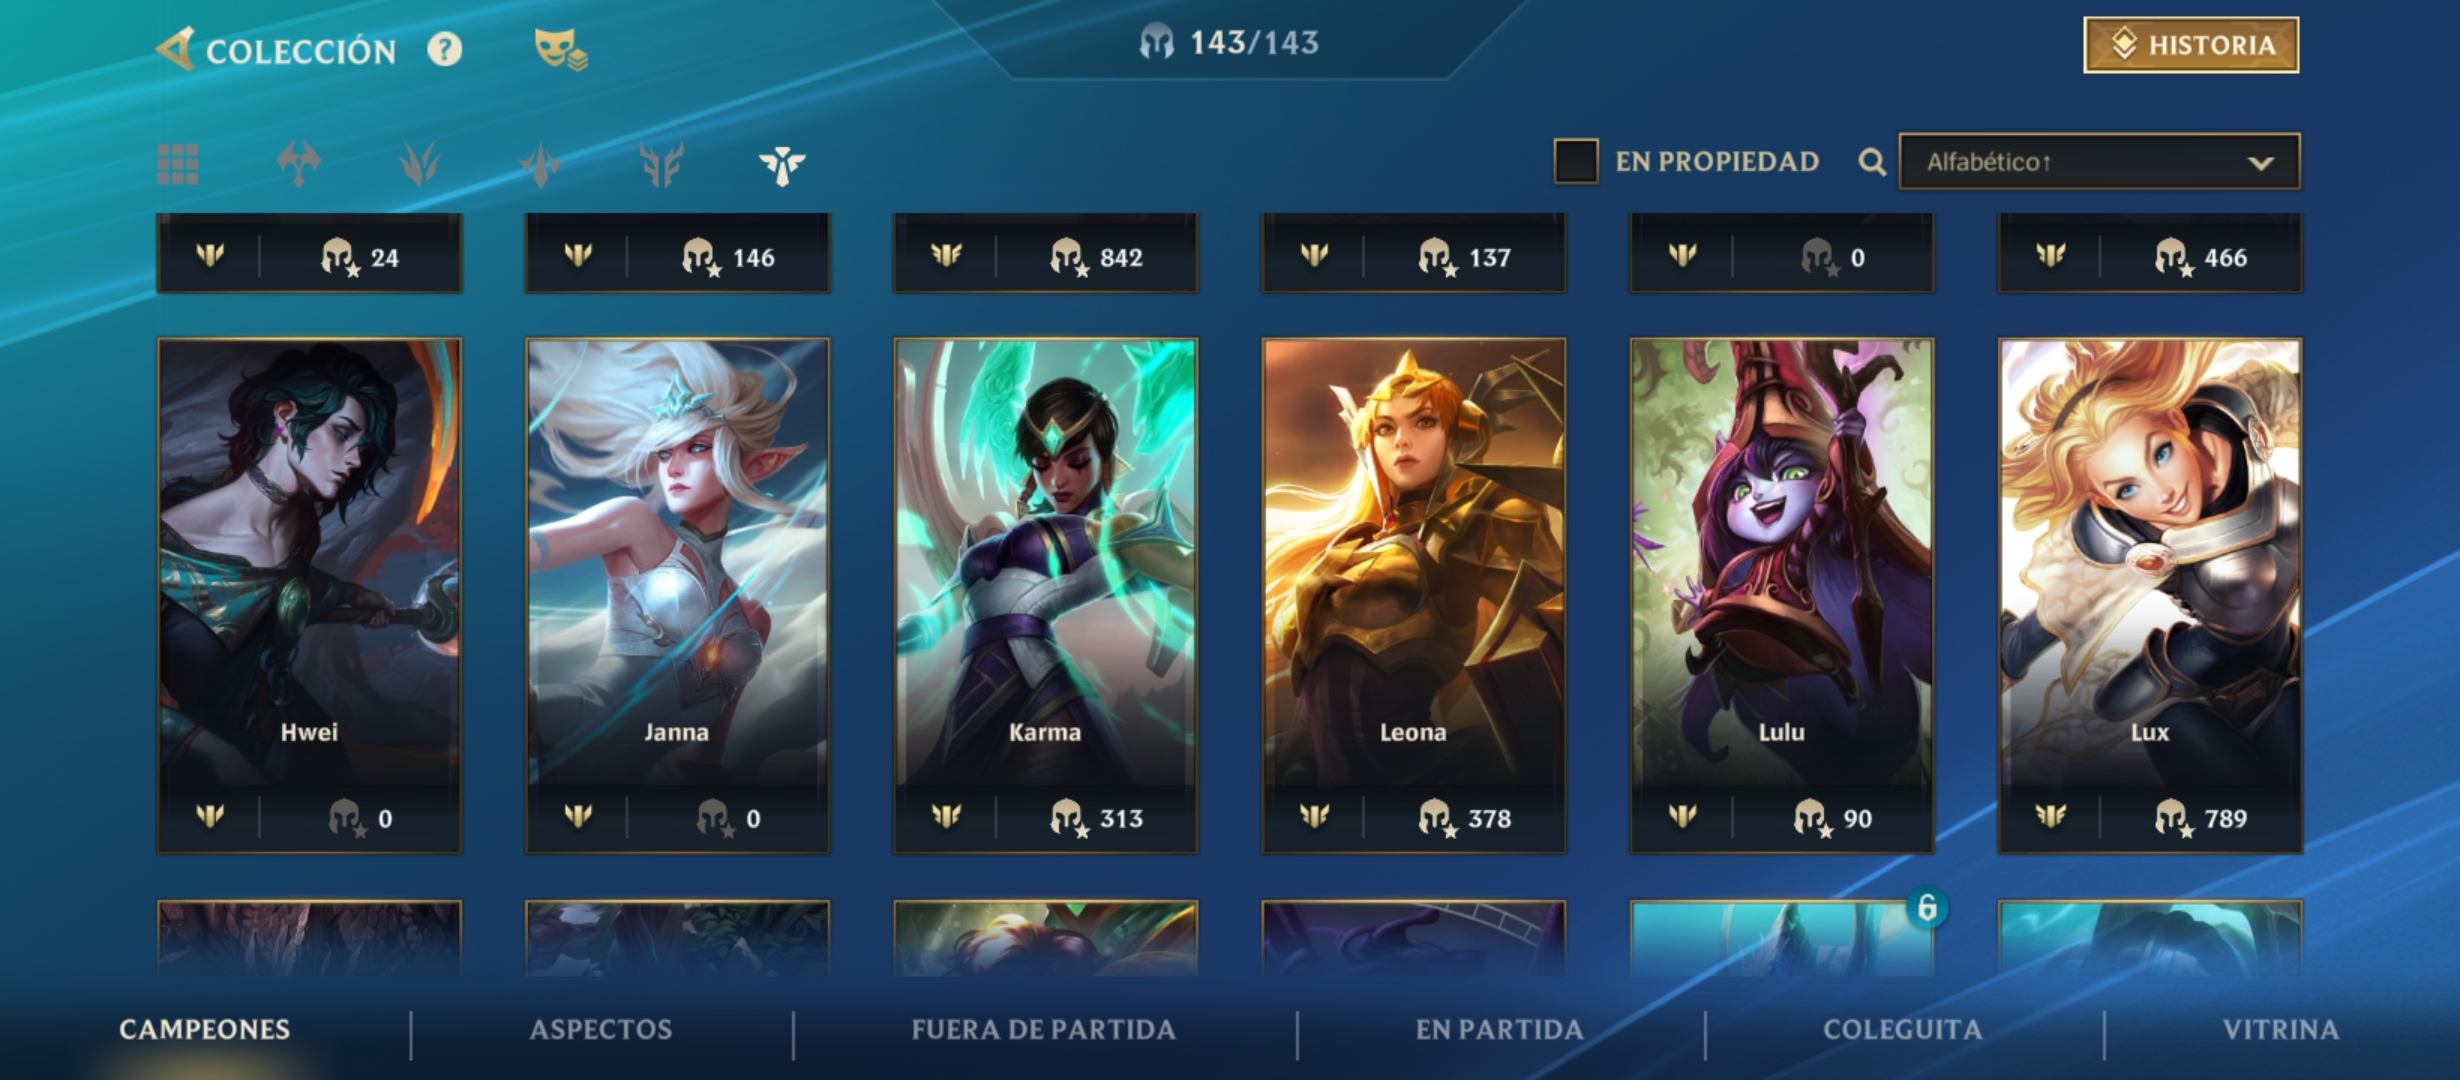 COLECCIÓN ?
143/143
HISTORIA
EN PROPIEDAD
Alfabético↑
24 146 842 137 0 466
Hwei Janna Karma Leona Lulu Lux
0 0 313 378 90 789
CAMPEONES ASPECTOS FUERA DE PARTIDA EN PARTIDA COLEGUITA VITRINA